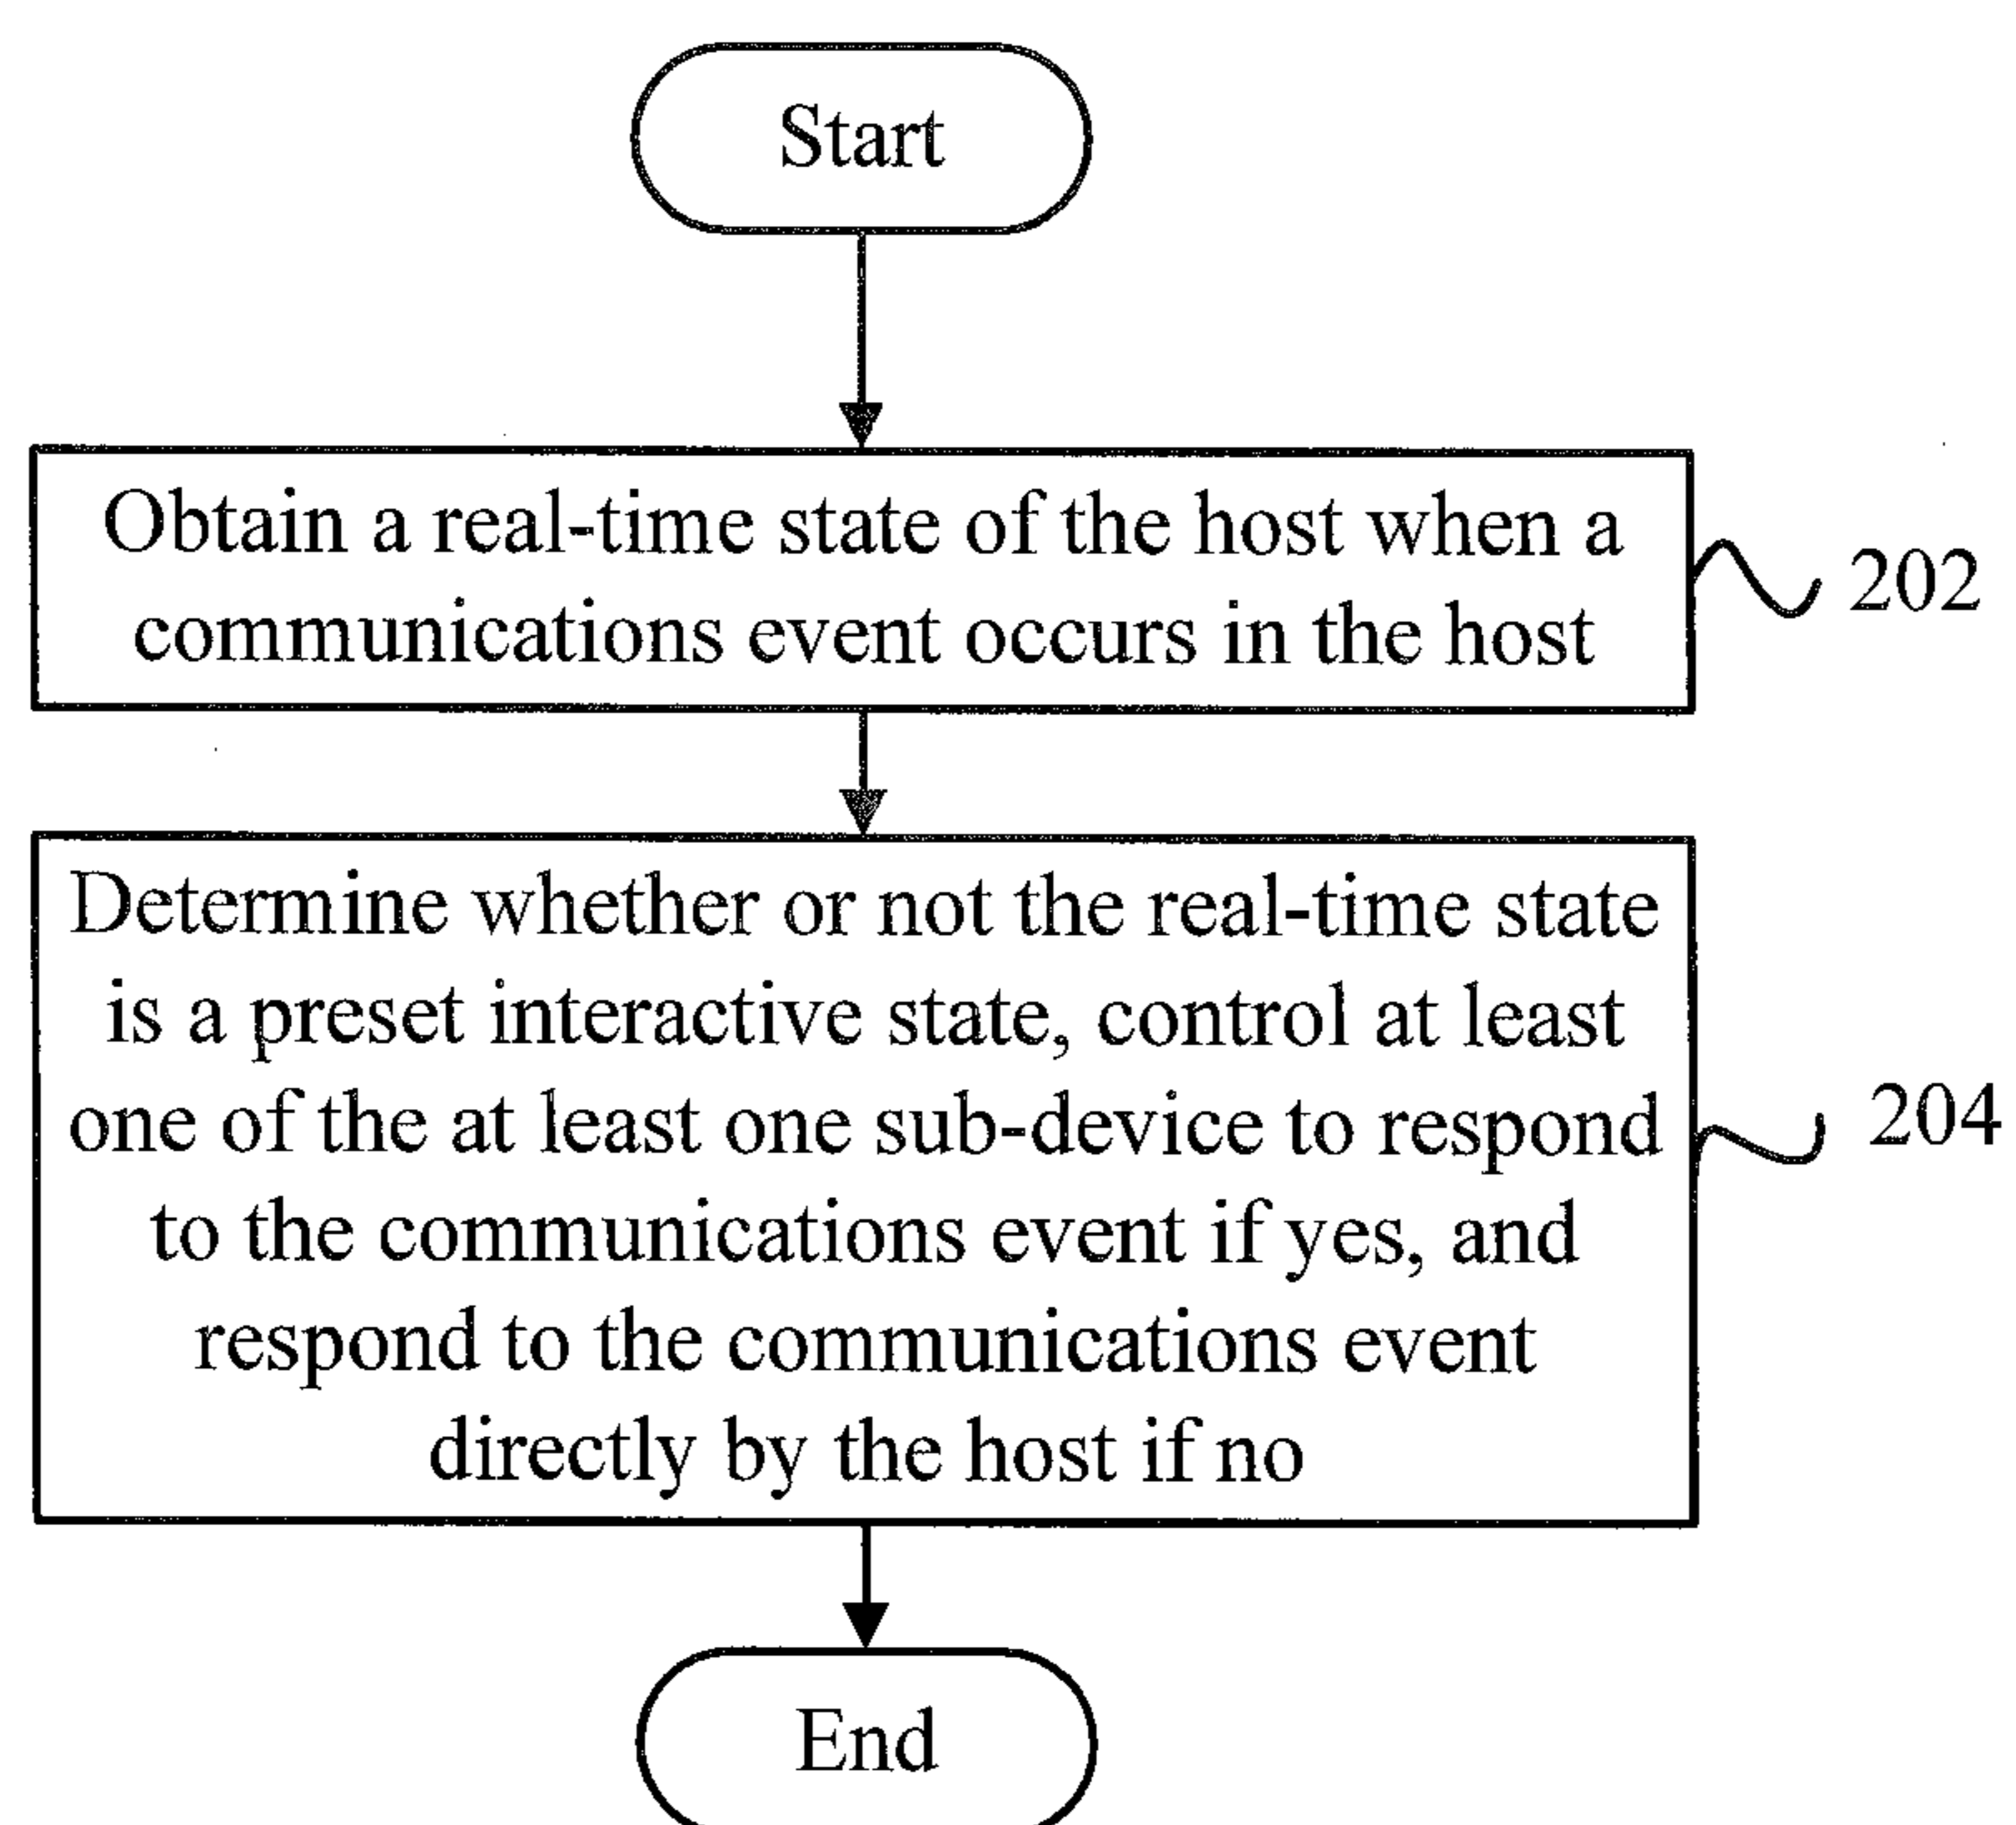 Start
Obtain a real-time state of the host when a
communications event occurs in the host
202
Determine whether or not the real-time state
is a preset interactive state, control at least
one of the at least one sub-device to respond
to the communications event if yes, and
respond to the communications event
directly by the host if no
204
End